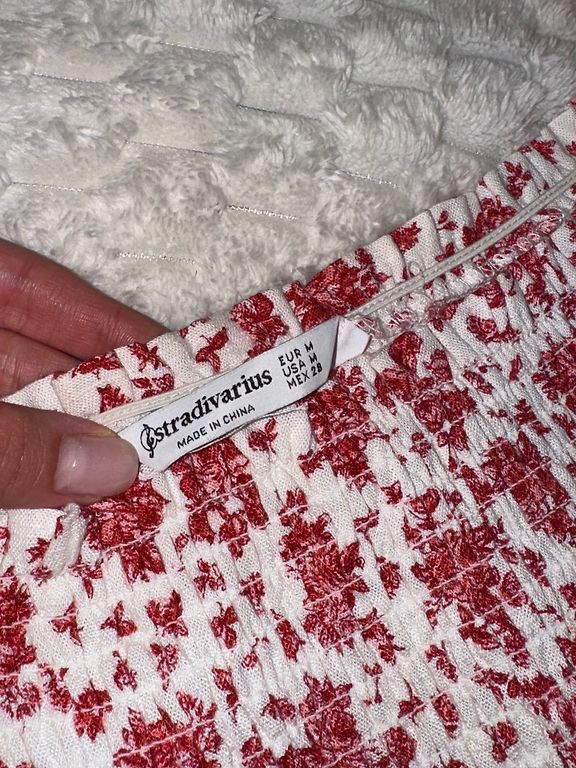 stradivarius
MADE IN CHINA
EUR M
USA M
MEX 28